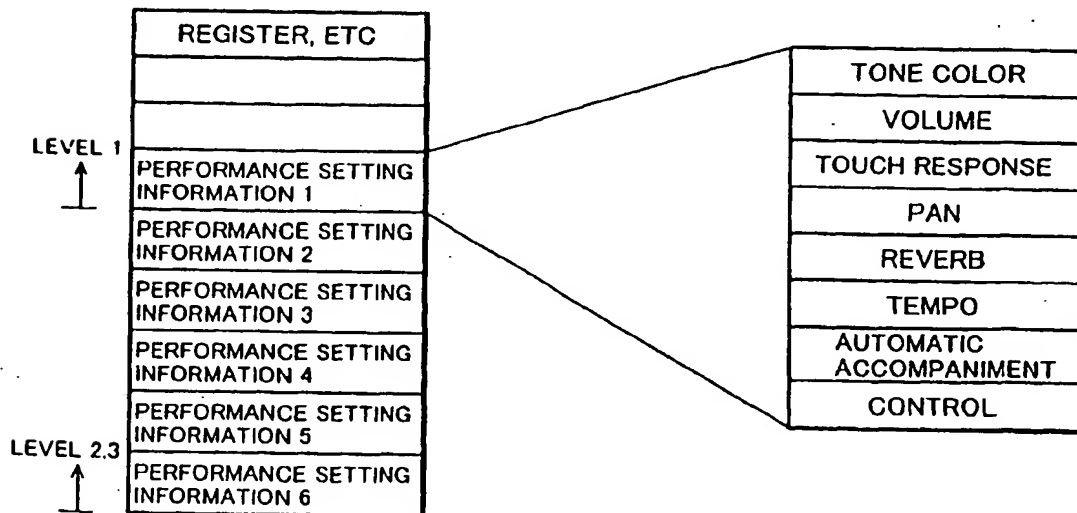 REGISTER, ETC
LEVEL 1
PERFORMANCE SETTING
INFORMATION 1
PERFORMANCE SETTING
INFORMATION 2
PERFORMANCE SETTING
INFORMATION 3
PERFORMANCE SETTING
INFORMATION 4
PERFORMANCE SETTING
INFORMATION 5
LEVEL 2,3
PERFORMANCE SETTING
INFORMATION 6
TONE COLOR
VOLUME
TOUCH RESPONSE
PAN
REVERB
TEMPO
AUTOMATIC
ACCOMPANIMENT
CONTROL